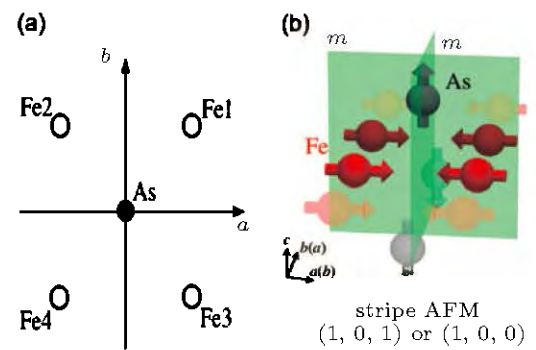 (a)
b
Fe2
Fe1
As
a
Fe4
Fe3
(b)
m
m
As
Fe
c
b(a)
a(b)
stripe AFM
(1, 0, 1) or (1, 0, 0)